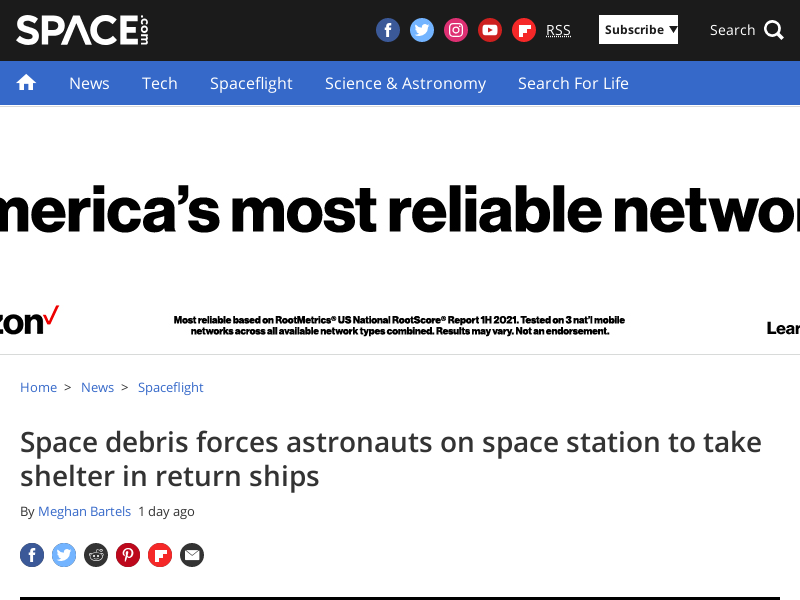 SPACE.com
RSS
Subscribe ▼
Search
News
Tech
Spaceflight
Science & Astronomy
Search For Life
merica’s most reliable networ
zon
Most reliable based on RootMetrics® US National RootScore® Report 1H 2021. Tested on 3 nat’l mobile
networks across all available network types combined. Results may vary. Not an endorsement.
Lear
Home > News > Spaceflight
Space debris forces astronauts on space station to take
shelter in return ships
By Meghan Bartels 1 day ago